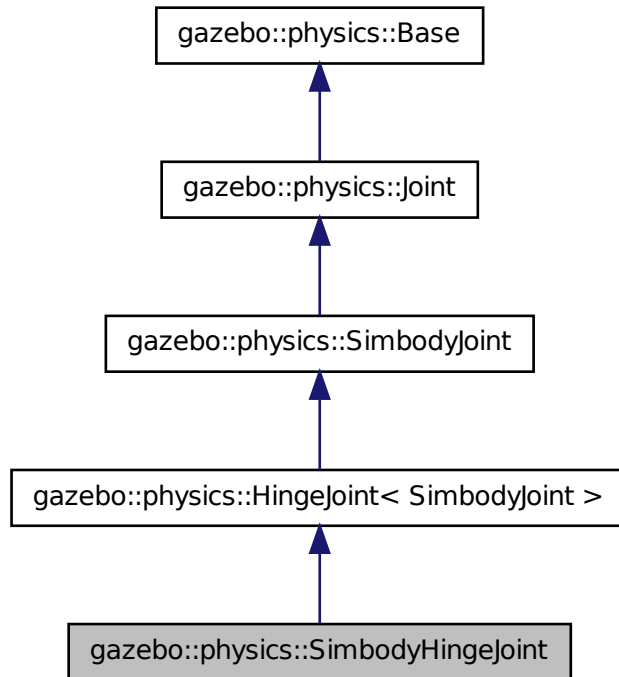 gazebo::physics::Base
gazebo::physics::Joint
gazebo::physics::SimbodyJoint
gazebo::physics::HingeJoint< SimbodyJoint >
gazebo::physics::SimbodyHingeJoint